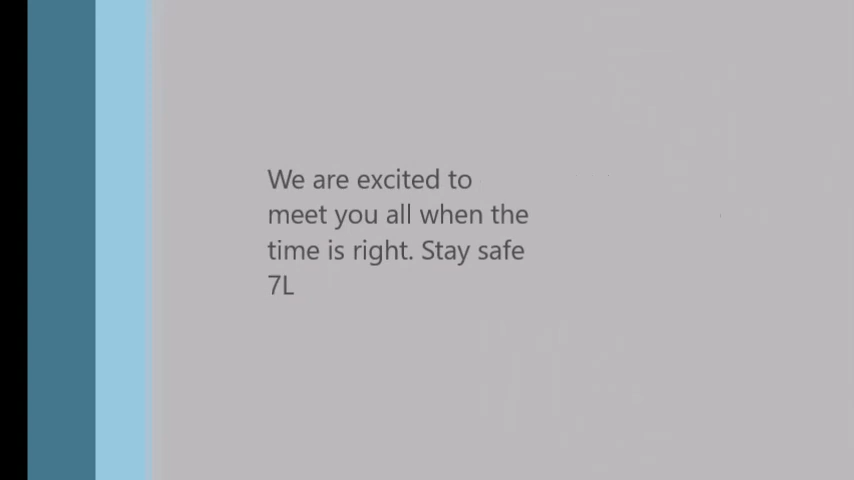 We are excited to
meet you all when the
time is right. Stay safe
7L